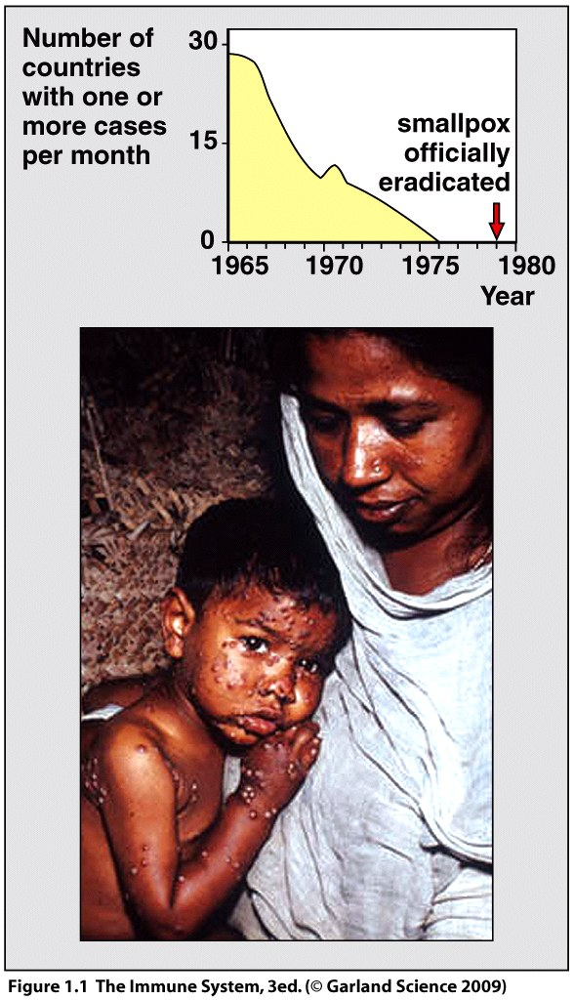 Number of
countries
with one or
more cases
per month
30
15
0
smallpox
officially
eradicated
1965 1970 1975 1980
Year
Figure 1.1 The Immune System, 3ed. (© Garland Science 2009)